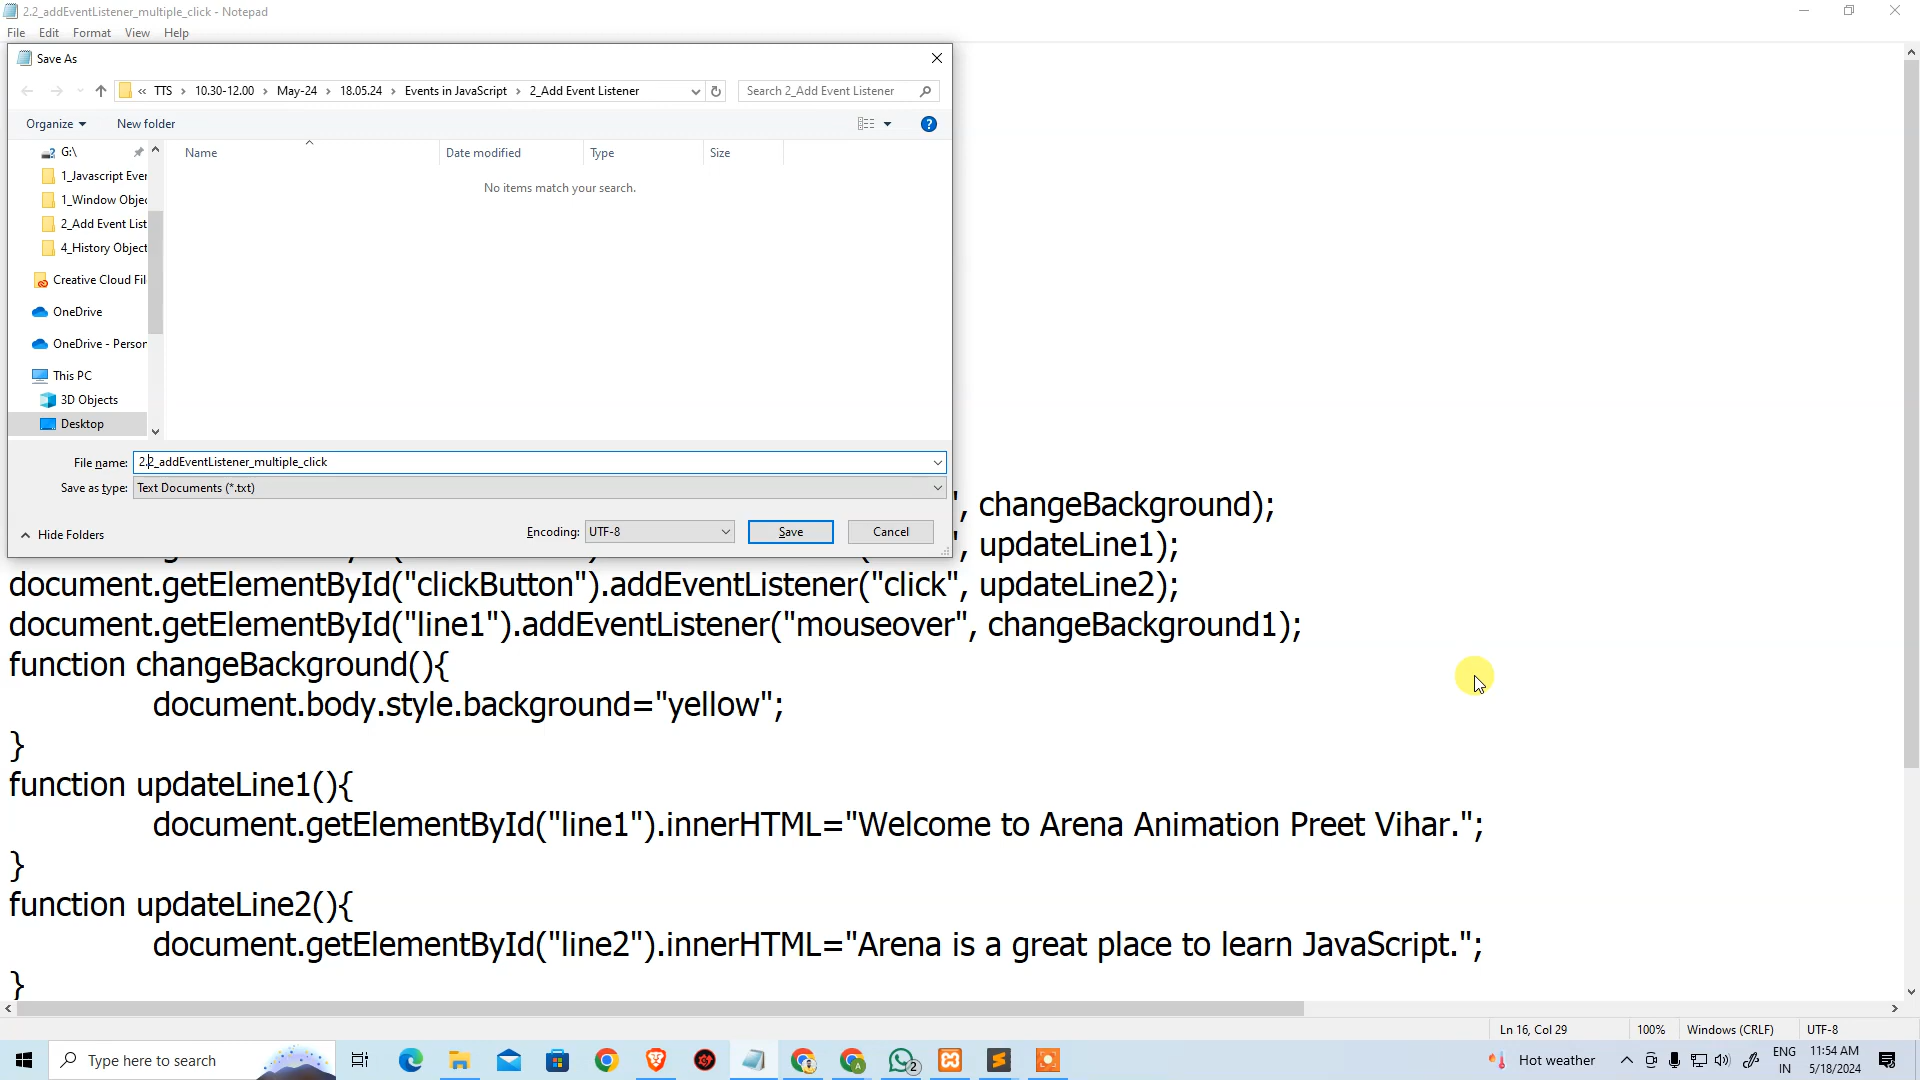 2.2_addEventListener_multiple_click - Notepad
File Edit Format View Help
Save As
« TTS › 10.30-12.00 › May-24 › 18.05.24 › Events in JavaScript › 2_Add Event Listener
Search 2_Add Event Listener
Organize
New folder
?
G:\
1_Javascript Ever
1_Window Objec
2_Add Event List
4_History Object
Creative Cloud Fil
OneDrive
OneDrive - Person
This PC
3D Objects
Desktop
Name
Date modified
Type
Size
No items match your search.
File name: 2.2_addEventListener_multiple_click
Save as type: Text Documents (*.txt)
Hide Folders
Encoding: UTF-8
Save
Cancel
", changeBackground);
", updateLine1);
document.getElementById("clickButton").addEventListener("click", updateLine2);
document.getElementById("line1").addEventListener("mouseover", changeBackground1);
function changeBackground(){
document.body.style.background="yellow";
}
function updateLine1(){
document.getElementById("line1").innerHTML="Welcome to Arena Animation Preet Vihar.";
}
function updateLine2(){
document.getElementById("line2").innerHTML="Arena is a great place to learn JavaScript.";
}
Ln 16, Col 29
100%
Windows (CRLF)
UTF-8
Type here to search
2
Hot weather
ENG
IN
11:54 AM
5/18/2024